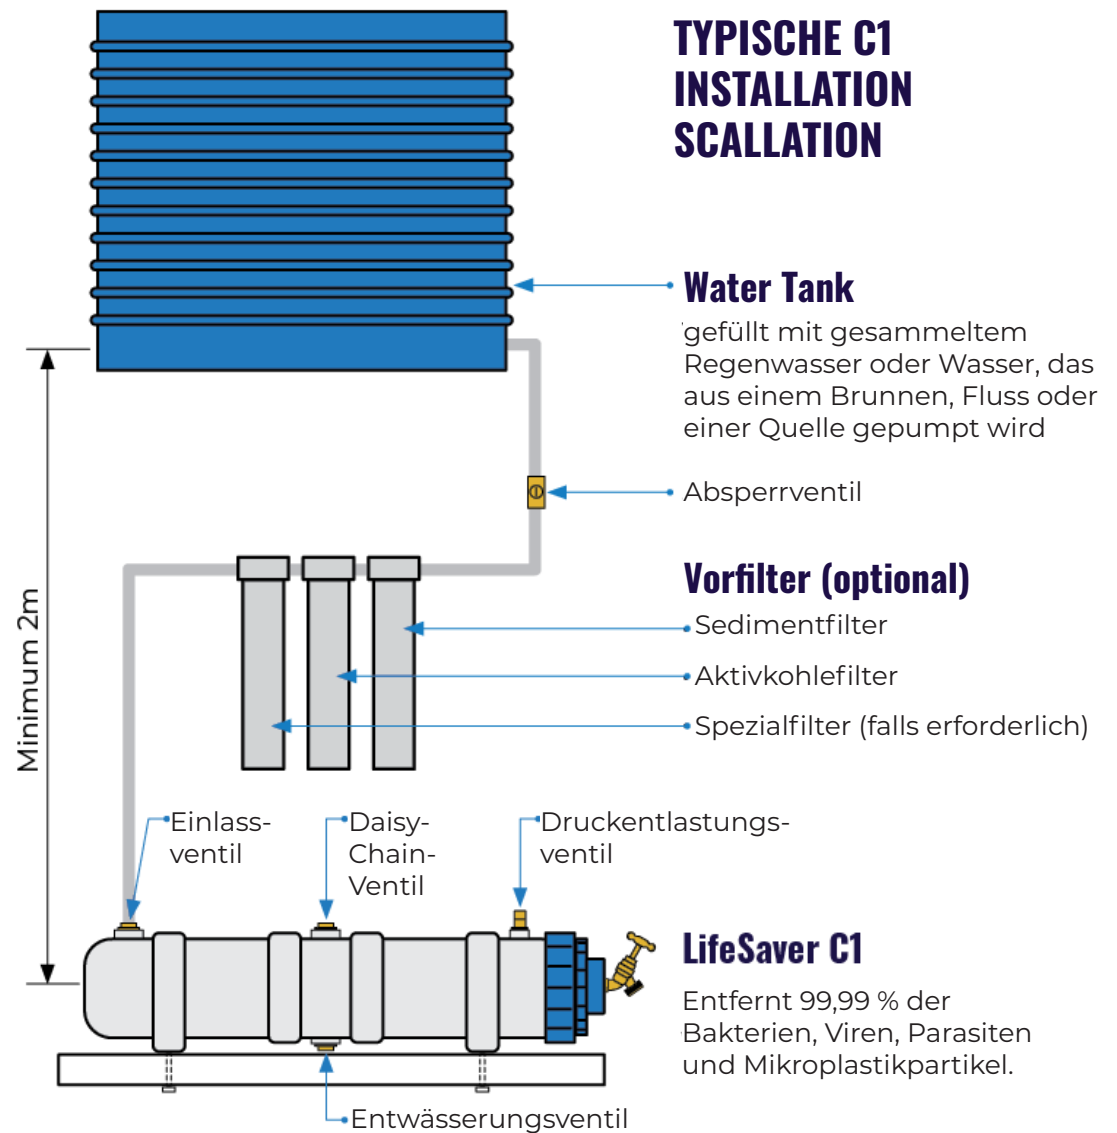 TYPISCHE C1
INSTALLATION
SCALLATION
Water Tank
gefüllt mit gesammeltem
Regenwasser oder Wasser, das
aus einem Brunnen, Fluss oder
einer Quelle gepumpt wird
Absperrventil
Vorfilter (optional)
Sedimentfilter
Aktivkohlefilter
Spezialfilter (falls erforderlich)
Minimum 2m
Einlass-
ventil
Daisy-
Chain-
Ventil
Druckentlastungs-
ventil
LifeSaver C1
Entfernt 99,99 % der
Bakterien, Viren, Parasiten
und Mikroplastikpartikel.
Entwässerungsventil